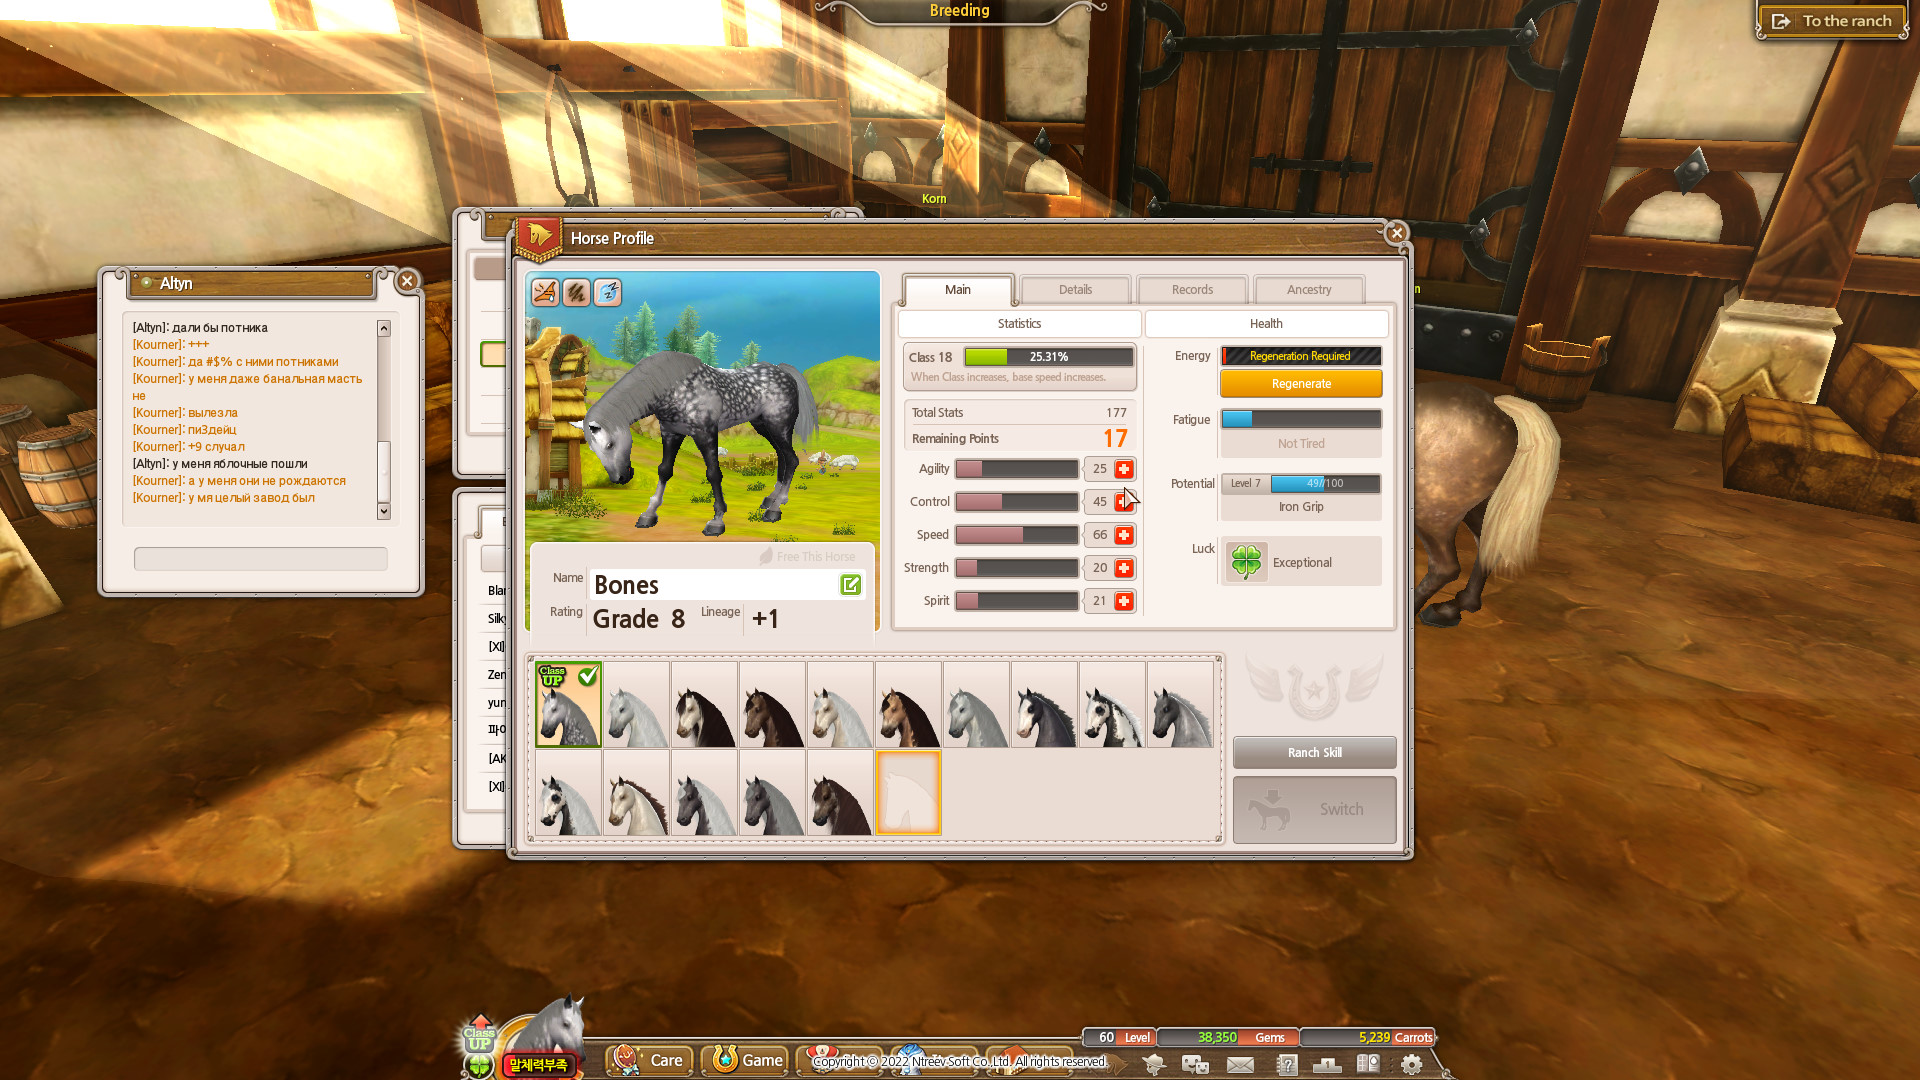 Breeding
To the ranch
Korn
Horse Profile
Altyn
[Altyn]: дали бы потника
[Kourner]: +++
[Kourner]: да #$% с ними потниками
[Kourner]: у меня даже банальная масть
не
[Kourner]: вылезла
[Kourner]: пиЗдейц
[Kourner]: +9 случал
[Altyn]: у меня яблочные пошли
[Kourner]: а у меня они не рождаются
[Kourner]: у мя целый завод был
Main
Details
Records
Ancestry
Statistics
Health
Class 18
25.31%
When Class increases, base speed increases.
Total Stats 177
Remaining Points 17
Agility 25
Control 45
Speed 66
Strength 20
Spirit 21
Energy
Regeneration Required
Regenerate
Fatigue
Not Tired
Potential
Level 7
49//100
Iron Grip
Luck
Exceptional
Free This Horse
Name Bones
Rating Grade 8 Lineage +1
Blan
Silk
[XI]
Zen
yun
[AK
[XI]
Class UP
Ranch Skill
Switch
Class UP
말체력부족
Care
Game
60 Level
38,350 Gems
5,239 Carrots
Copyright © 2022 Ntreev Soft Co.,Ltd. All rights reserved.